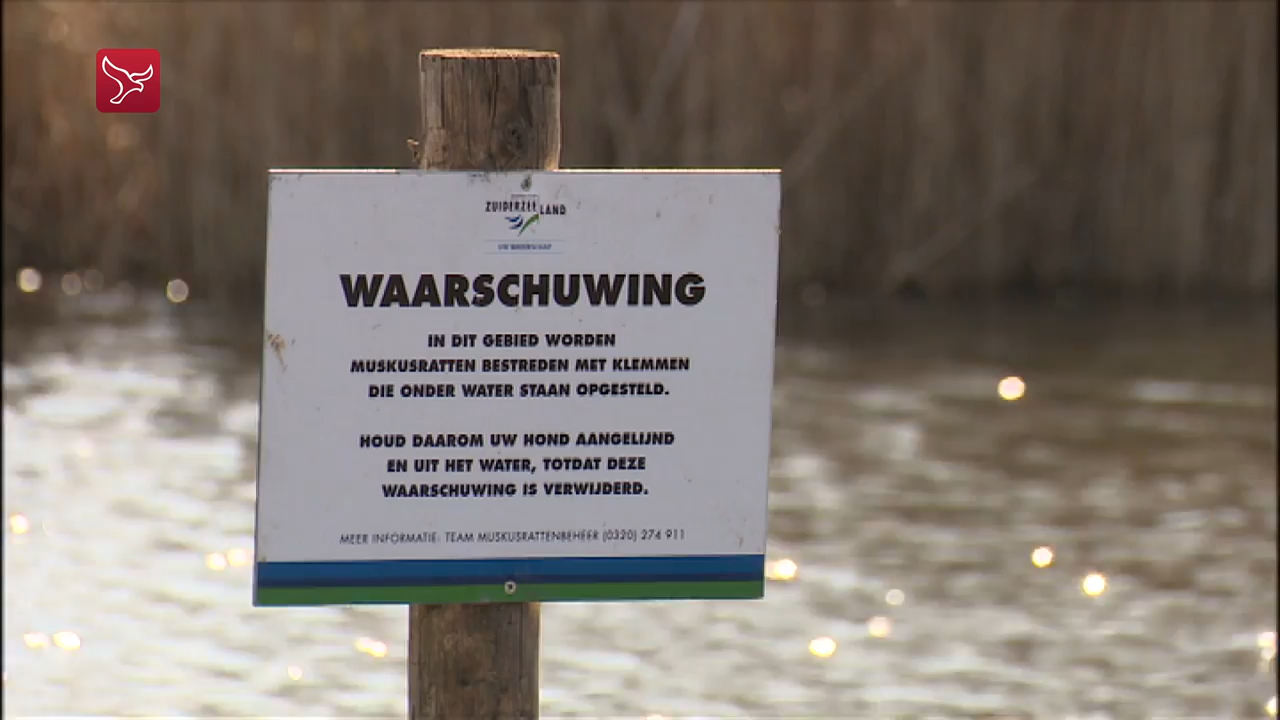 ZUIDERZEELAND
WAARSCHUWING
IN DIT GEBIED WORDEN
MUSKUSRATTEN BESTREDEN MET KLEMMEN
DIE ONDER WATER STAAN OPGESTELD.
HOUD DAAROM UW HOND AANGELIJND
EN UIT HET WATER, TOTDAT DEZE
WAARSCHUWING IS VERWIJDERD.
MEER INFORMATIE: TEAM MUSKUSRATTENBEHEER (0320) 274 911